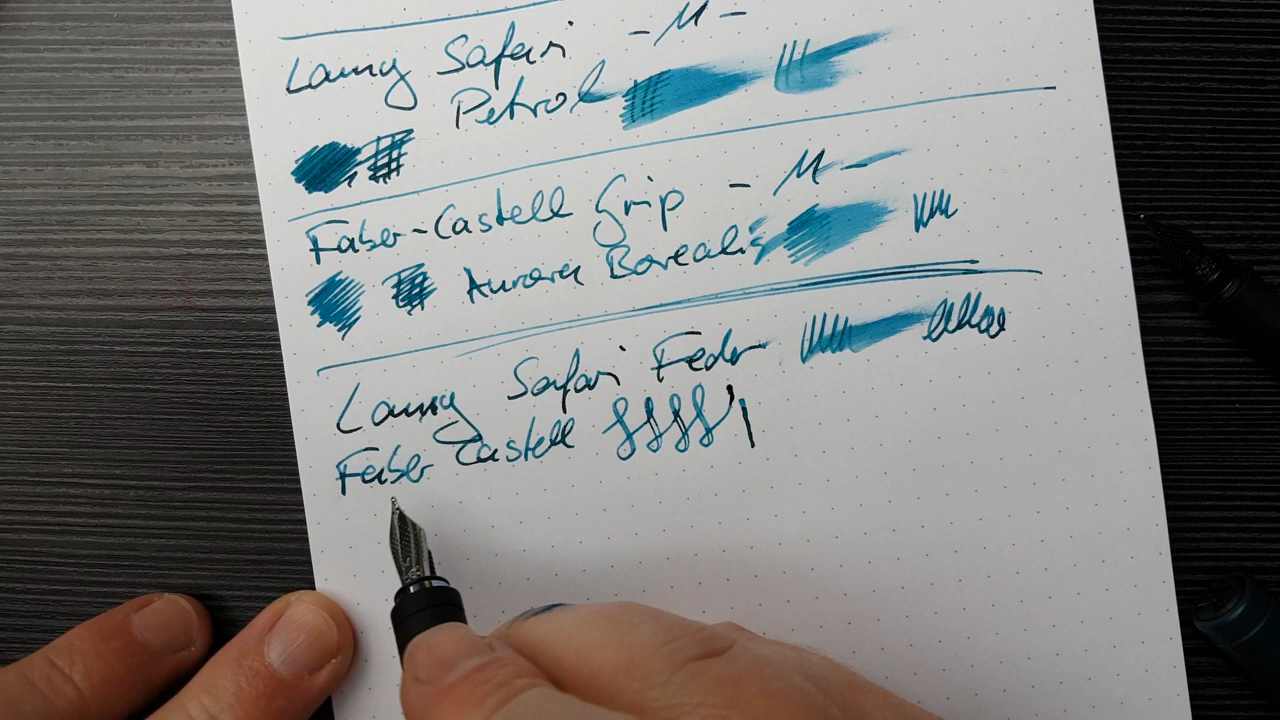 Lamy Safari - M -
Petrol
Faber-Castell Grip - M -
Aurora Borealis
Lamy Safari Feder
Faber Castell